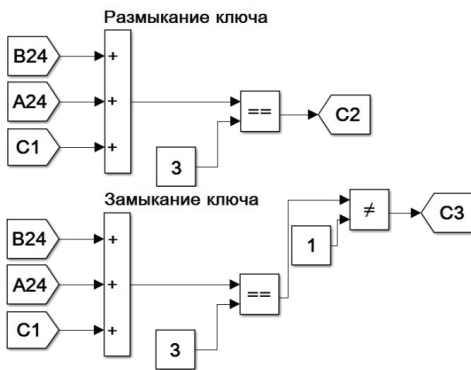 Размыкание ключа
B24
+
A24
+
==
C2
C1
+
3
Замыкание ключа
≠
C3
B24
+
1
A24
+
==
C1
+
3